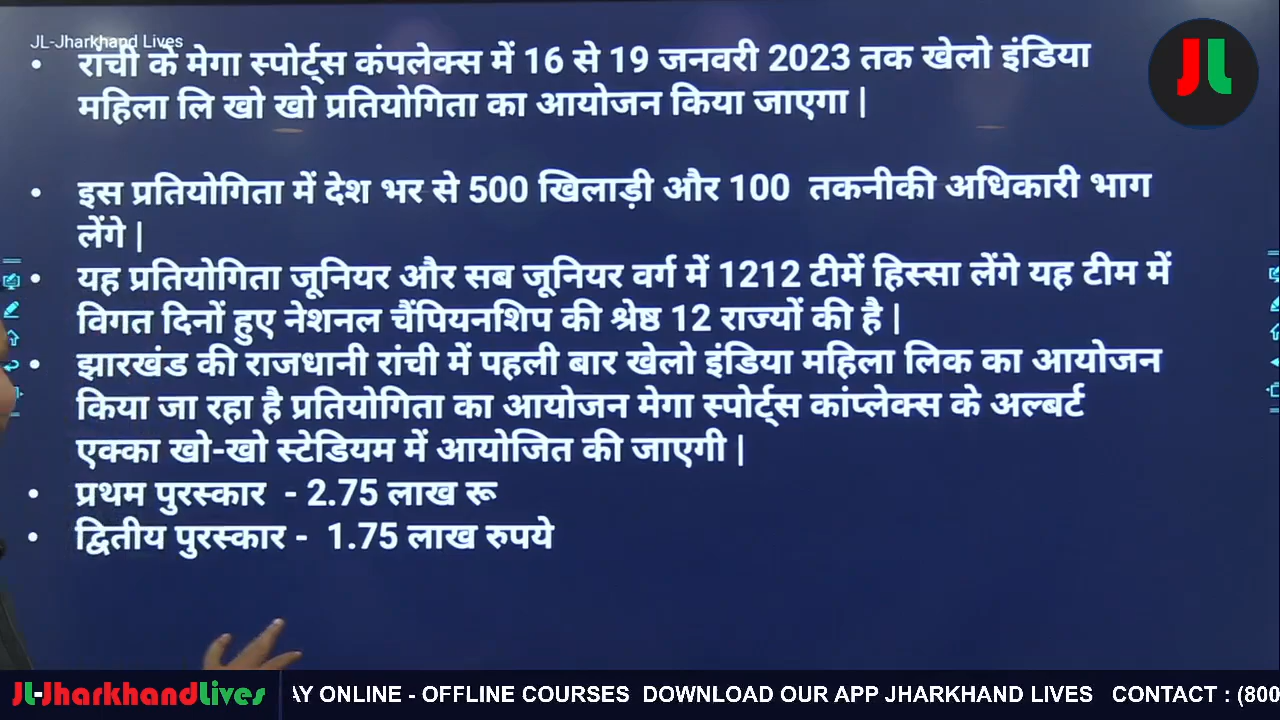 JL-Jharkhand Lives
• रांची के मेगा स्पोर्ट्स कंपलेक्स में 16 से 19 जनवरी 2023 तक खेलो इंडिया
महिला लि खो खो प्रतियोगिता का आयोजन किया जाएगा |
JL
• इस प्रतियोगिता में देश भर से 500 खिलाड़ी और 100 तकनीकी अधिकारी भाग
लेंगे |
• यह प्रतियोगिता जूनियर और सब जूनियर वर्ग में 1212 टीमें हिस्सा लेंगे यह टीम में
विगत दिनों हुए नेशनल चैंपियनशिप की श्रेष्ठ 12 राज्यों की है |
• झारखंड की राजधानी रांची में पहली बार खेलो इंडिया महिला लिक का आयोजन
किया जा रहा है प्रतियोगिता का आयोजन मेगा स्पोर्ट्स कांप्लेक्स के अल्बर्ट
एक्का खो-खो स्टेडियम में आयोजित की जाएगी |
• प्रथम पुरस्कार - 2.75 लाख रू
• द्वितीय पुरस्कार - 1.75 लाख रुपये
JL-JharkhandLives AY ONLINE - OFFLINE COURSES DOWNLOAD OUR APP JHARKHAND LIVES CONTACT : (800